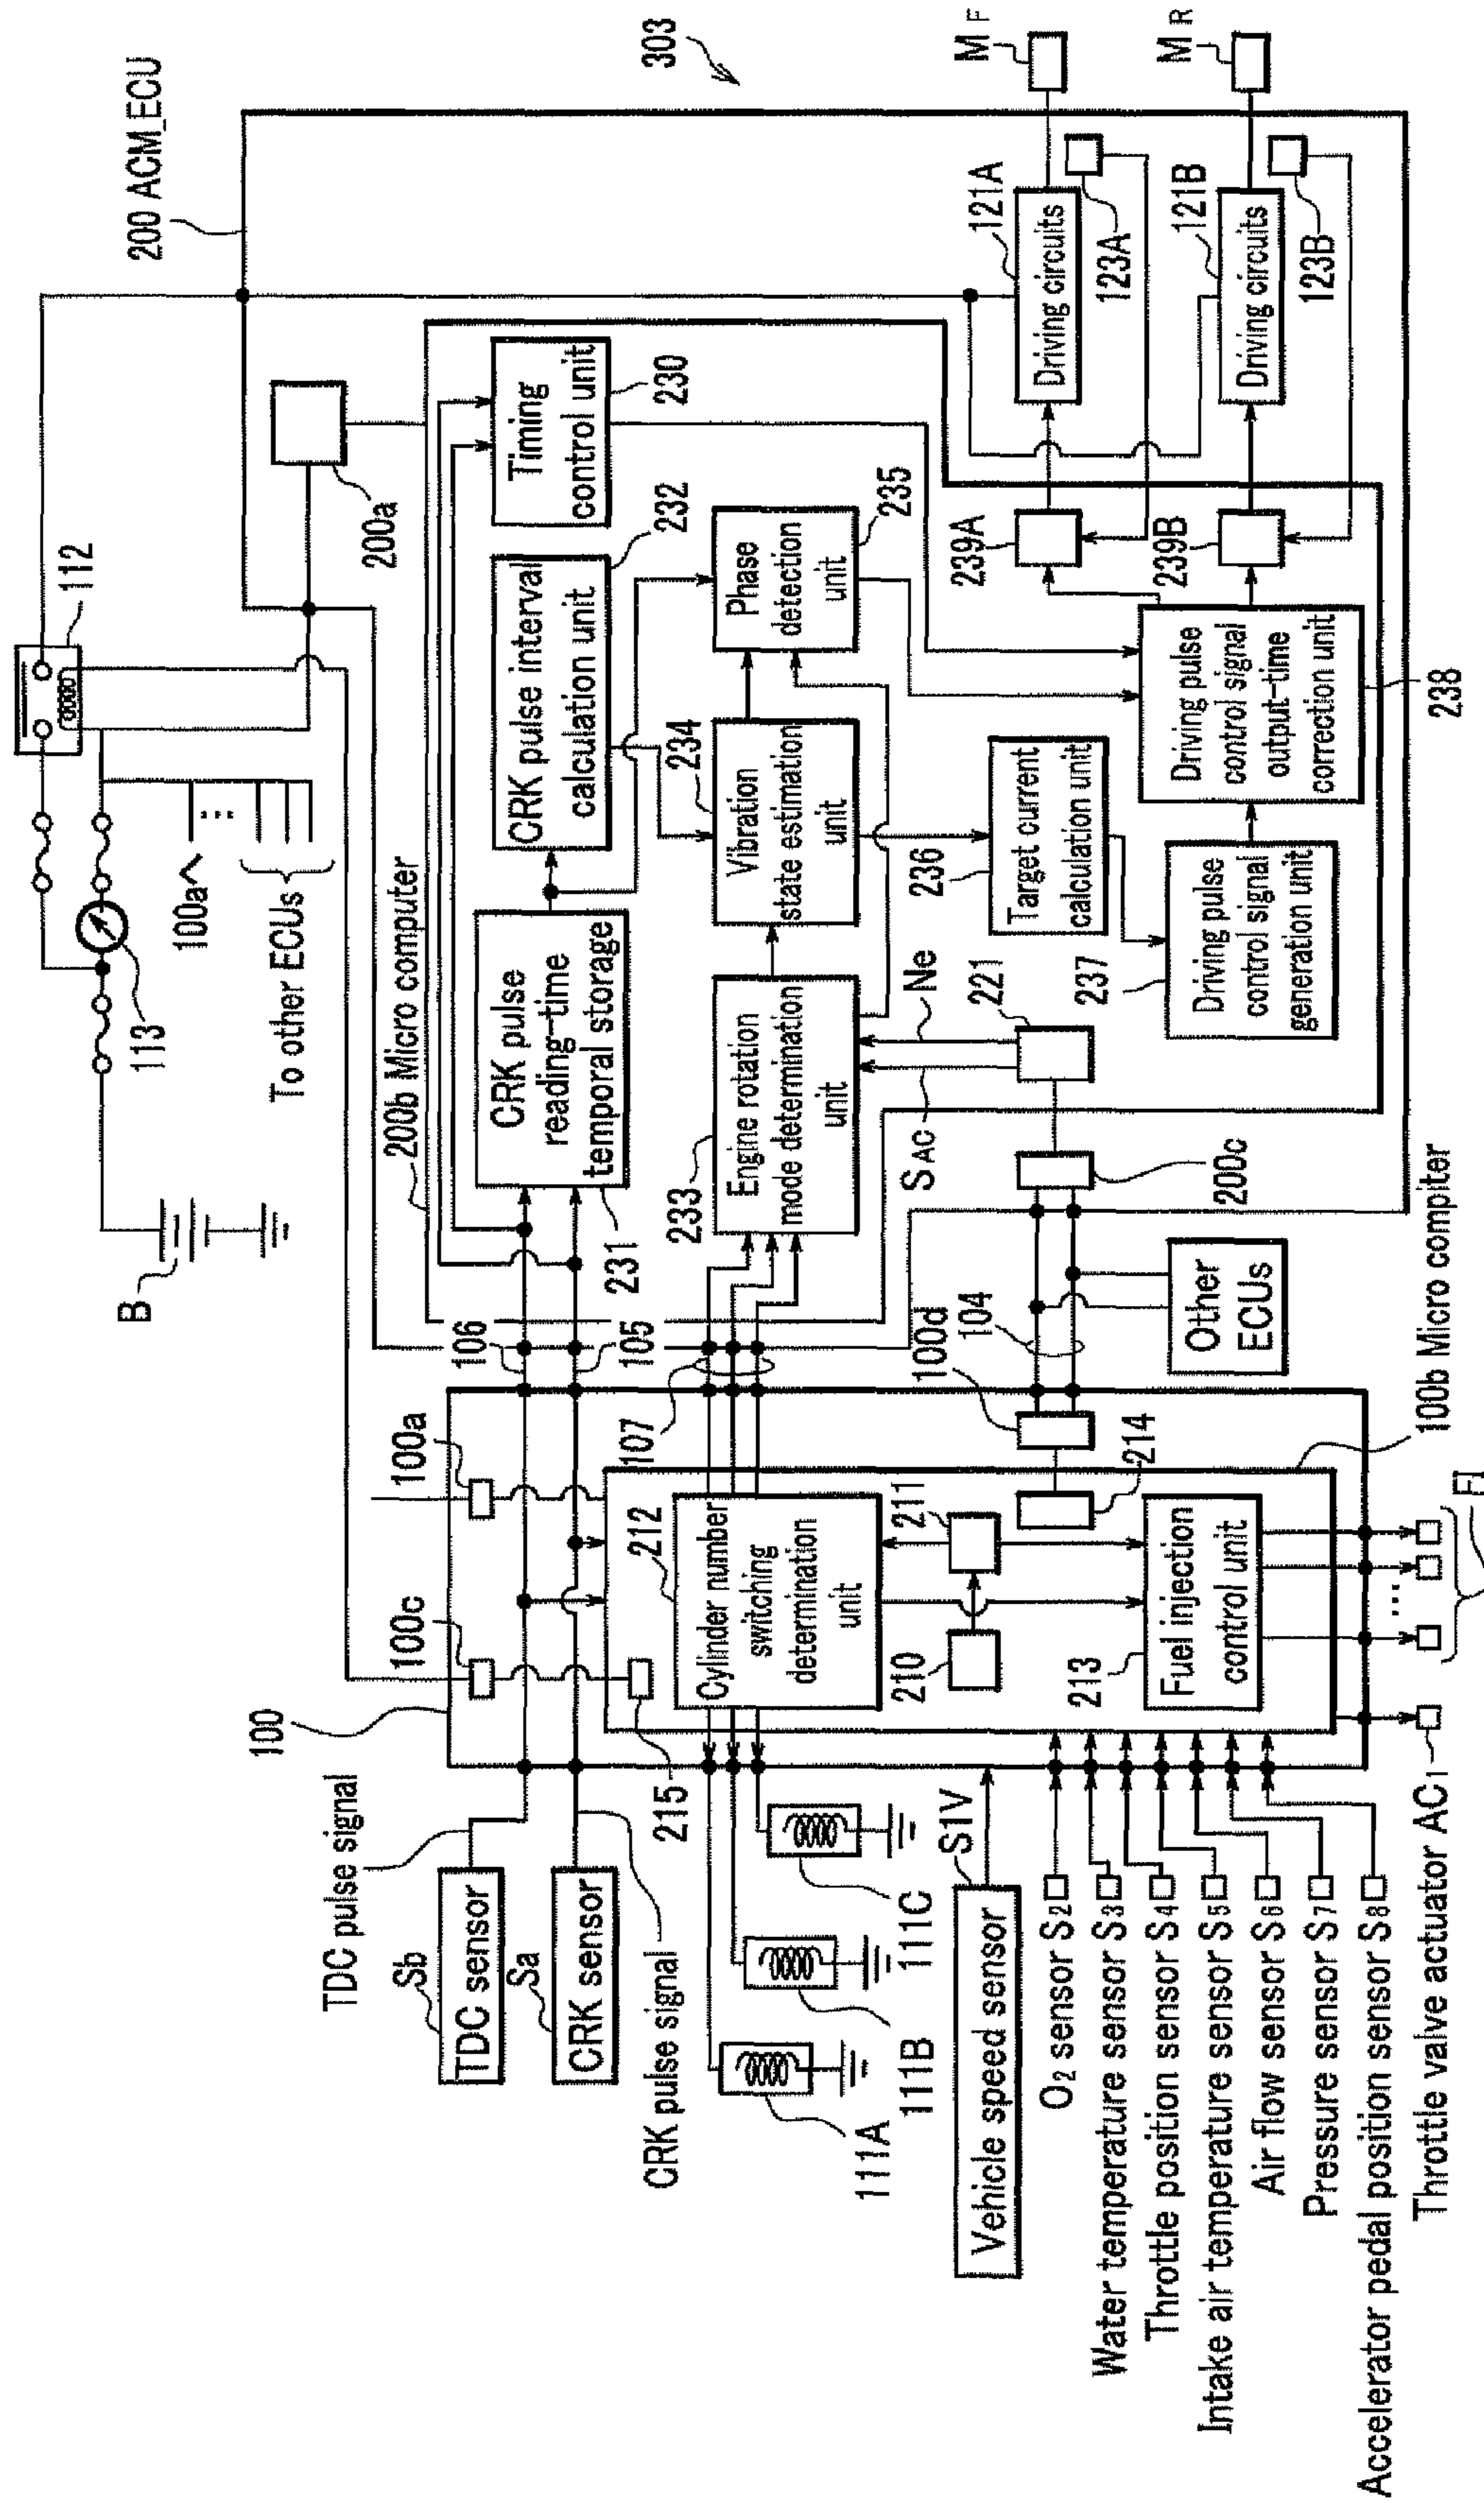 303
200 ACM_ECU
112
113
B
100a
To other ECUs
200a
200b Micro computer
CRK pulse
reading-time
temporal storage
231
CRK pulse interval
calculation unit
232
Timing
control unit
230
233
Engine rotation
mode determination
unit
234
Vibration
state estimation
unit
Phase
detection
unit
235
236
Target current
calculation unit
237
Driving pulse
control signal
generation unit
Driving pulse
control signal
output-time
correction unit
238
239A
239B
121A
Driving circuits
123A
121B
Driving circuits
123B
M F
M R
SAC
Ne
221
200c
104
Other
ECUs
106
105
107
100
100c
100a
100d
100b Micro compiter
212
Cylinder number
switching
determination
unit
210
211
214
213
Fuel injection
control unit
215
FI
TDC pulse signal
Sb
TDC sensor
Sa
CRK sensor
CRK pulse signal
111A
111B
111C
Vehicle speed sensor
S1V
O2 sensor S2
Water temperature sensor S3
Throttle position sensor S4
Intake air temperature sensor S5
Air flow sensor S6
Pressure sensor S7
Accelerator pedal position sensor S8
Throttle valve actuator AC1